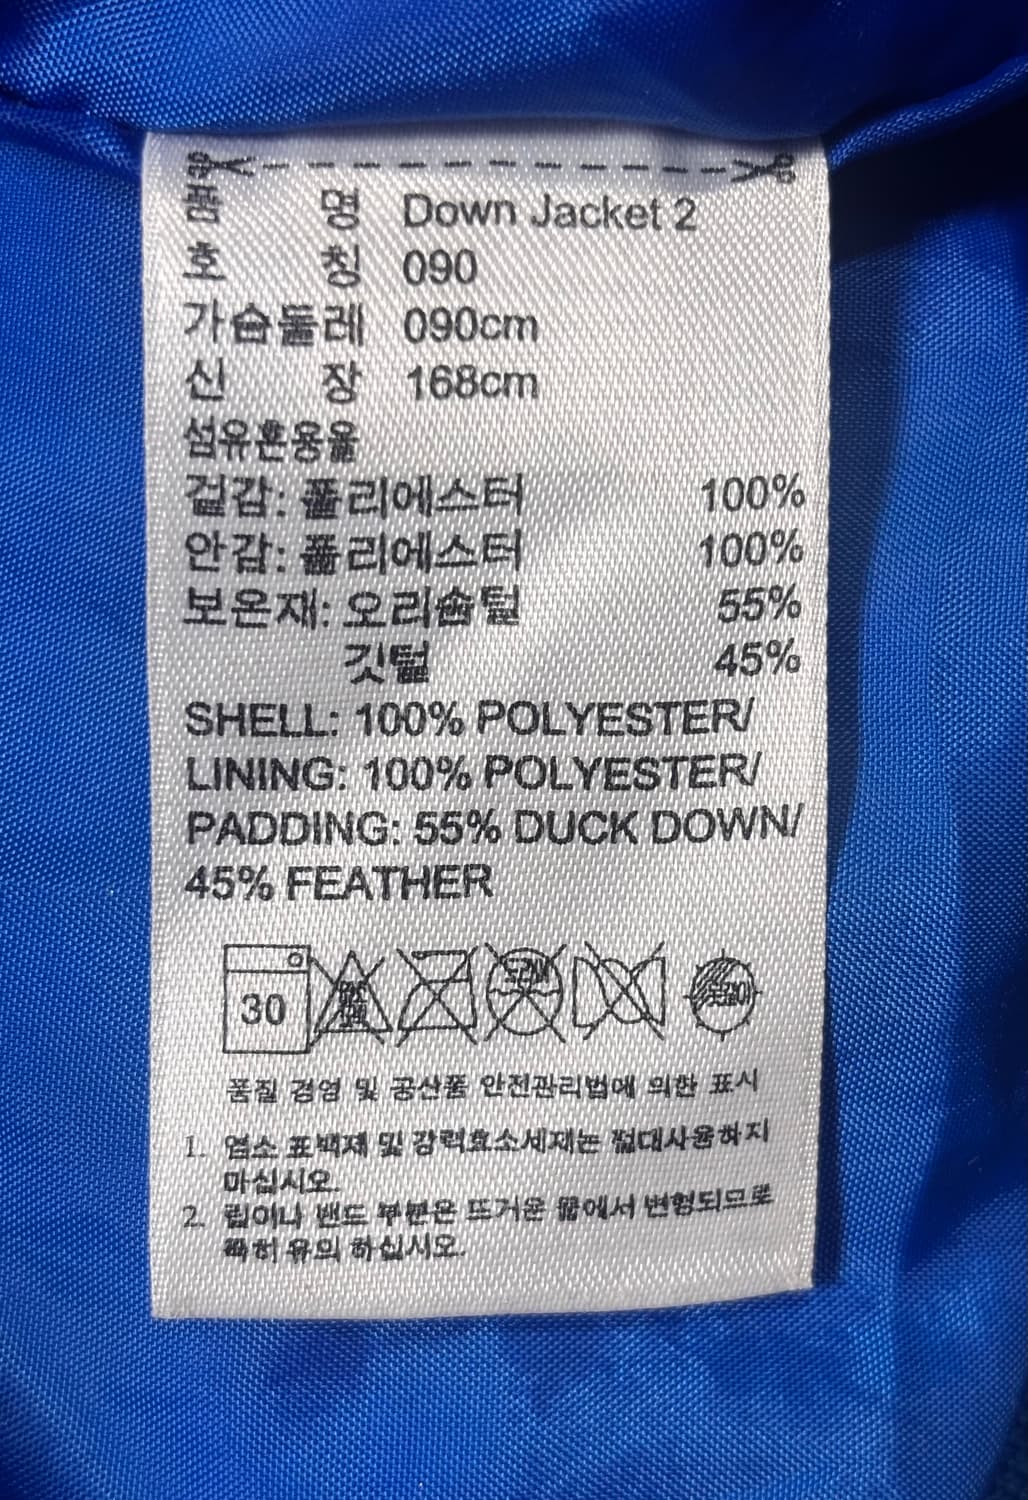 품 명 Down Jacket 2
호 칭 090
가슴둘레 090cm
신 장 168cm
섬유혼용율
겉감: 폴리에스터 100%
안감: 폴리에스터 100%
보온재: 오리솜털 55%
깃털 45%
SHELL: 100% POLYESTER/
LINING: 100% POLYESTER/
PADDING: 55% DUCK DOWN/
45% FEATHER
30
품질 경영 및 공산품 안전관리법에 의한 표시
1. 염소 표백제 및 강력효소세제는 절대사용하지
마십시오.
2. 립이나 밴드 부분은 뜨거운 물에서 변형되므로
특히 유의 하십시오.